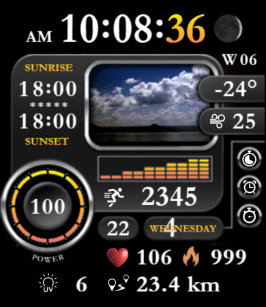 AM 10:08:36
W 06
SUNRISE
18:00
*****
18:00
SUNSET
-24°
25
2345
100
POWER
22
WEDNESDAY
4
106
999
6
23.4 km